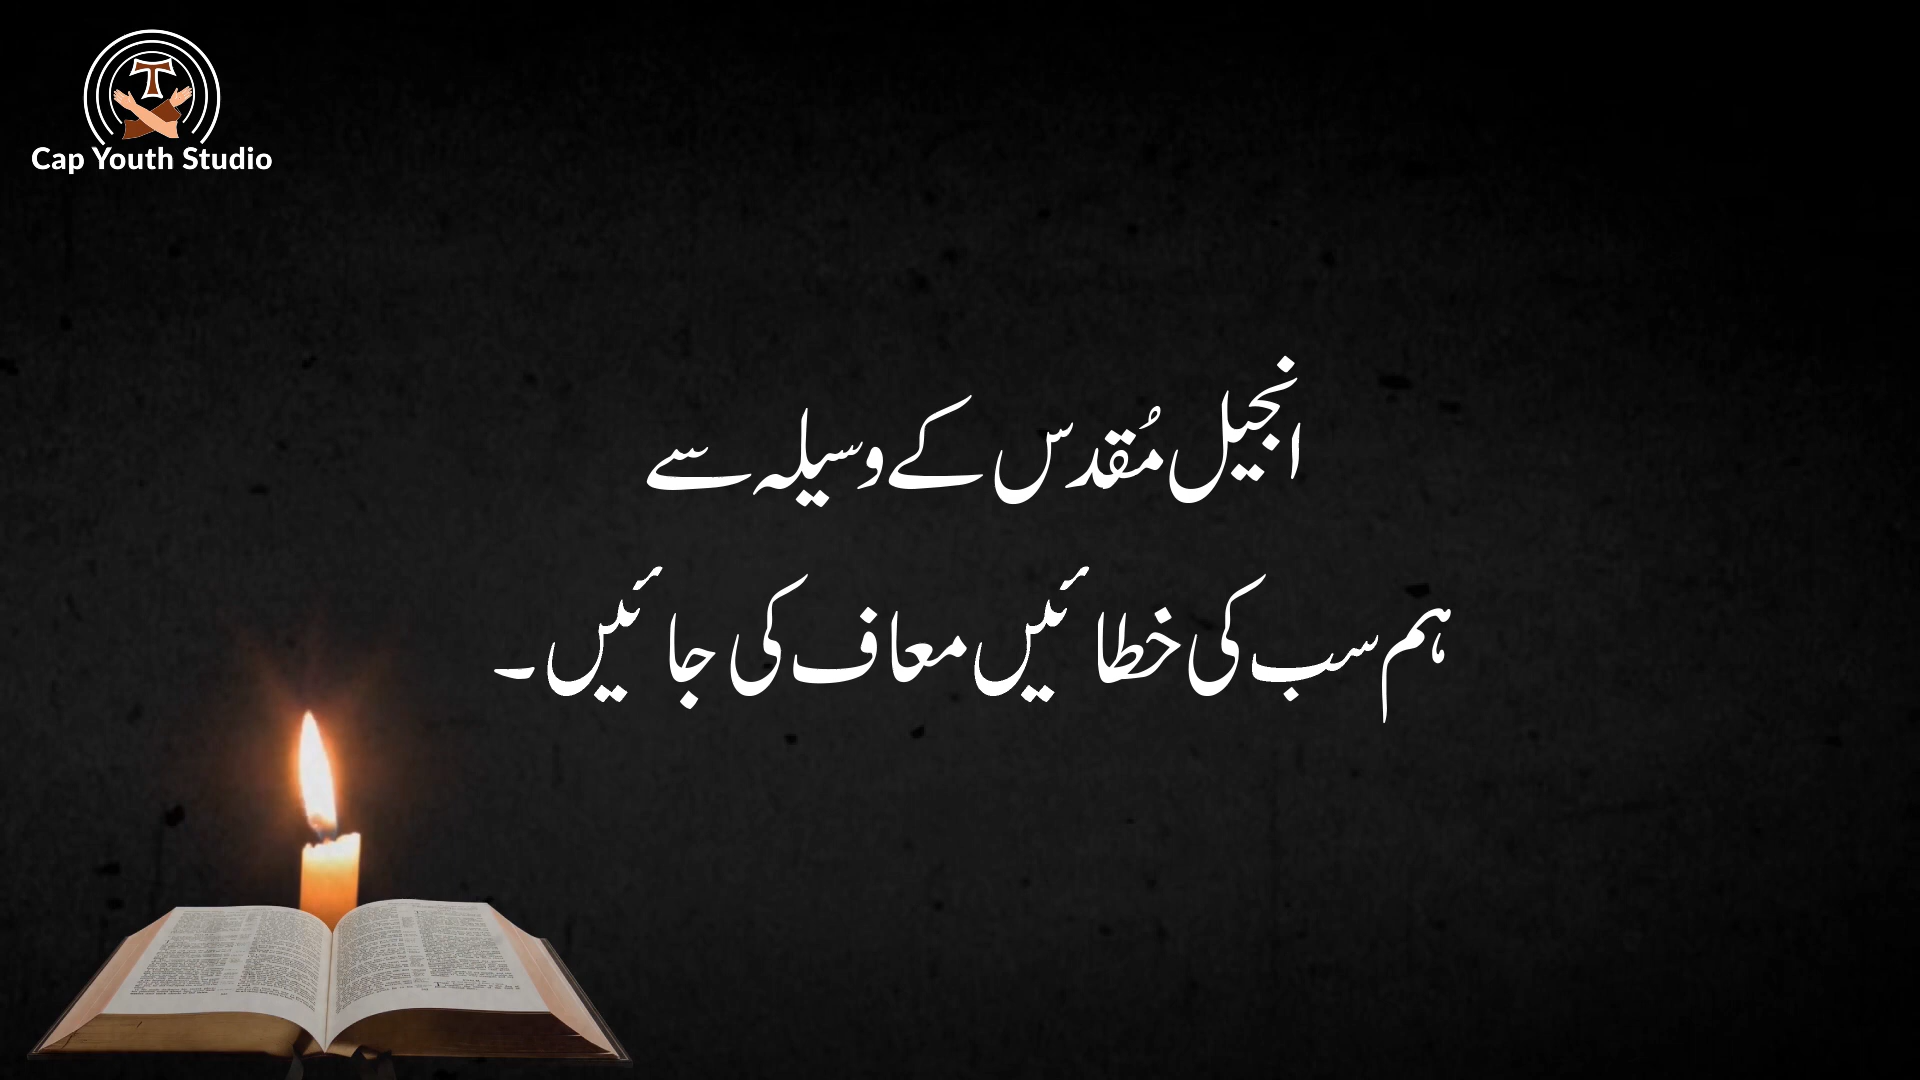 Cap Youth Studio
انجیل مُقدس کے وسیلہ سے
ہم سب کی خطائیں معاف کی جائیں۔